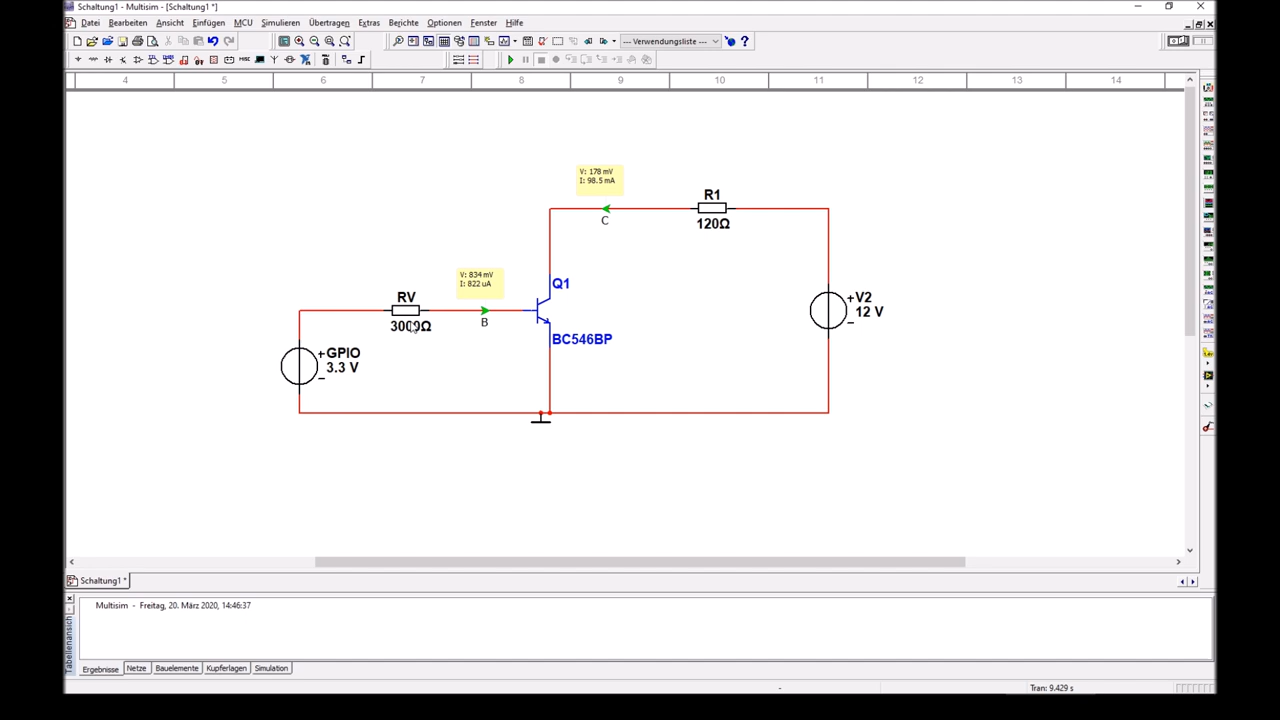 Schaltung1 - Multisim - [Schaltung1 *]
Datei Bearbeiten Ansicht Einfügen MCU Simulieren Übertragen Extras Berichte Optionen Fenster Hilfe
--- Verwendungsliste ---
4 5 6 7 8 9 10 11 12 13 14
V: 178 mV
I: 98.5 mA
C
R1
120Ω
V: 834 mV
I: 822 uA
B
RV
3000Ω
Q1
BC546BP
+ V2
12 V
−
+ GPIO
3.3 V
−
Schaltung1 *
Multisim - Freitag, 20. März 2020, 14:46:37
Tabellenansicht
Ergebnisse Netze Bauelemente Kupferlagen Simulation
-
Tran: 9.429 s